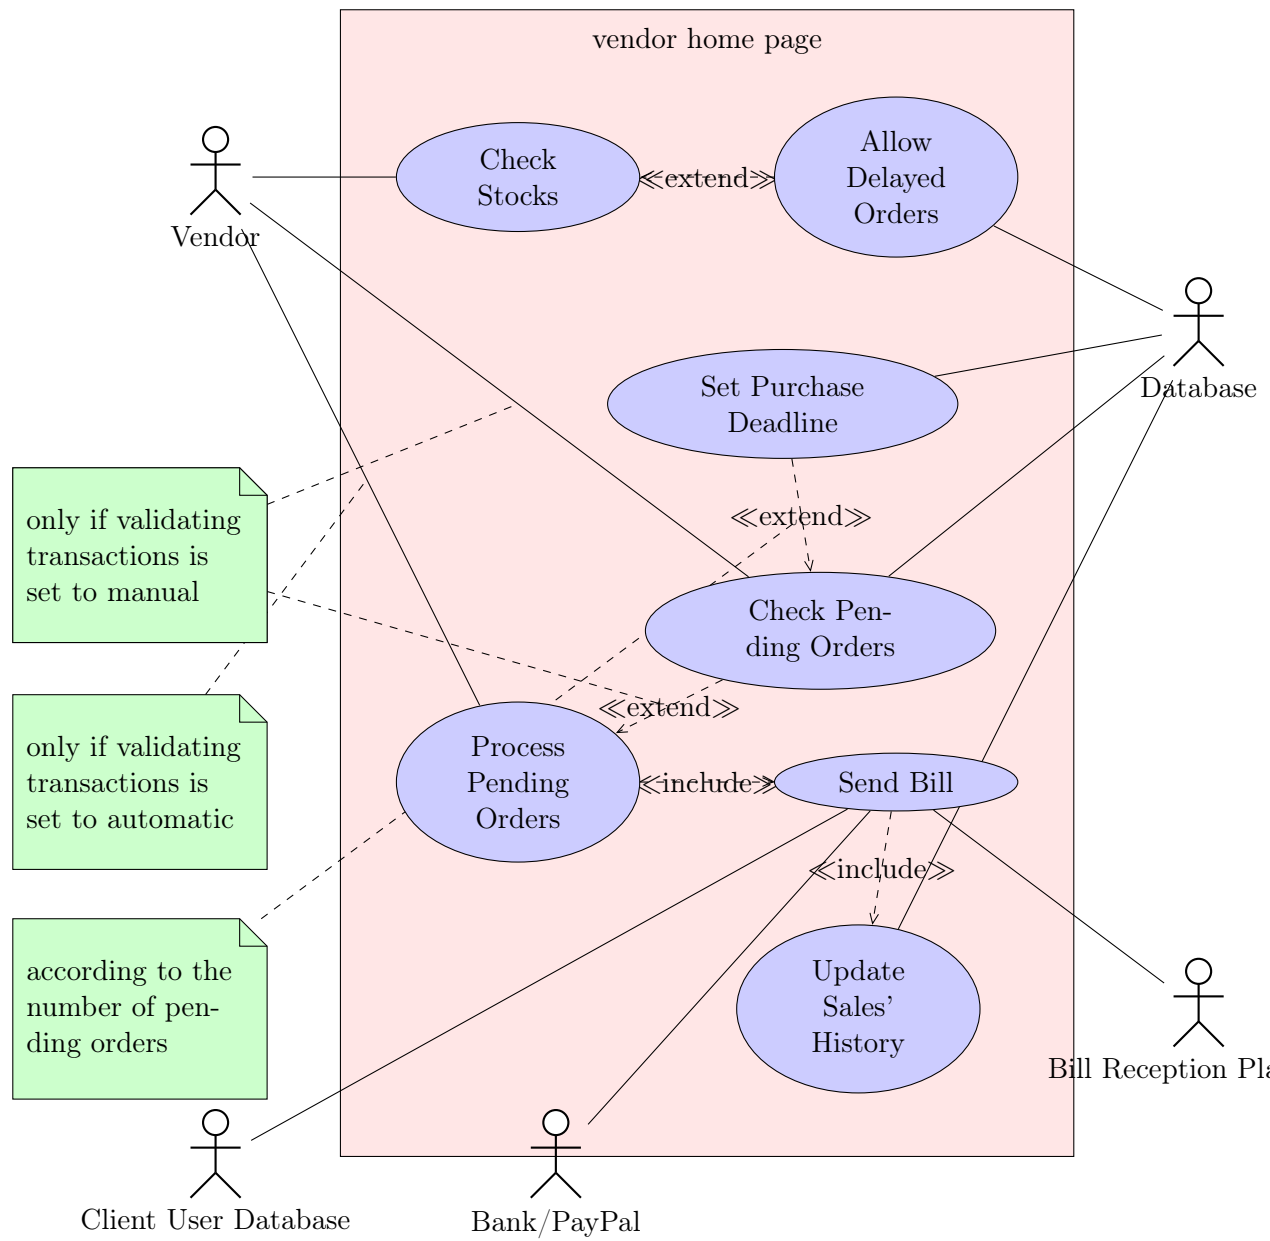 vendor home page
Check
Stocks
≪extend≫
Allow
Delayed
Orders
Vendor
Set Purchase
Deadline
Database
only if validating
transactions is
set to manual
≪extend≫
Check Pen-
ding Orders
≪extend≫
only if validating
transactions is
set to automatic
Process
Pending
Orders
≪include≫
Send Bill
≪include≫
according to the
number of pen-
ding orders
Update
Sales'
History
Bill Reception Pla
Client User Database
Bank/PayPal